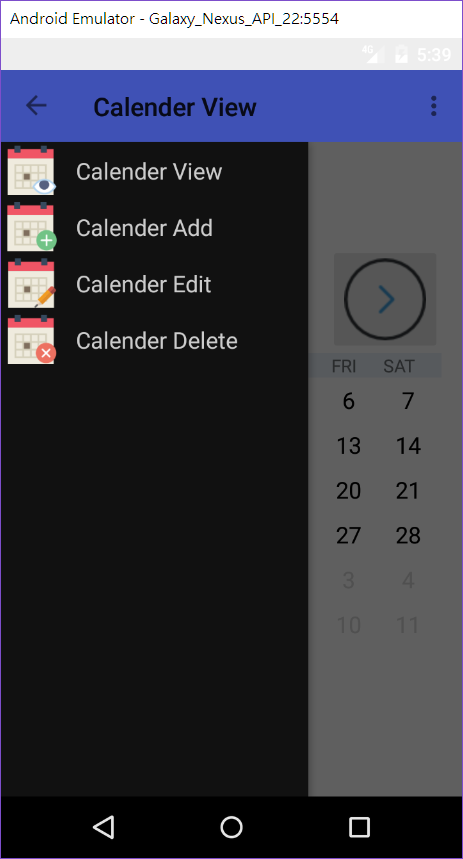 Android Emulator - Galaxy_Nexus_API_22:5554
4G 5:39
Calender View
Calender View
Calender Add
Calender Edit
Calender Delete
FRI SAT
6 7
13 14
20 21
27 28
3 4
10 11